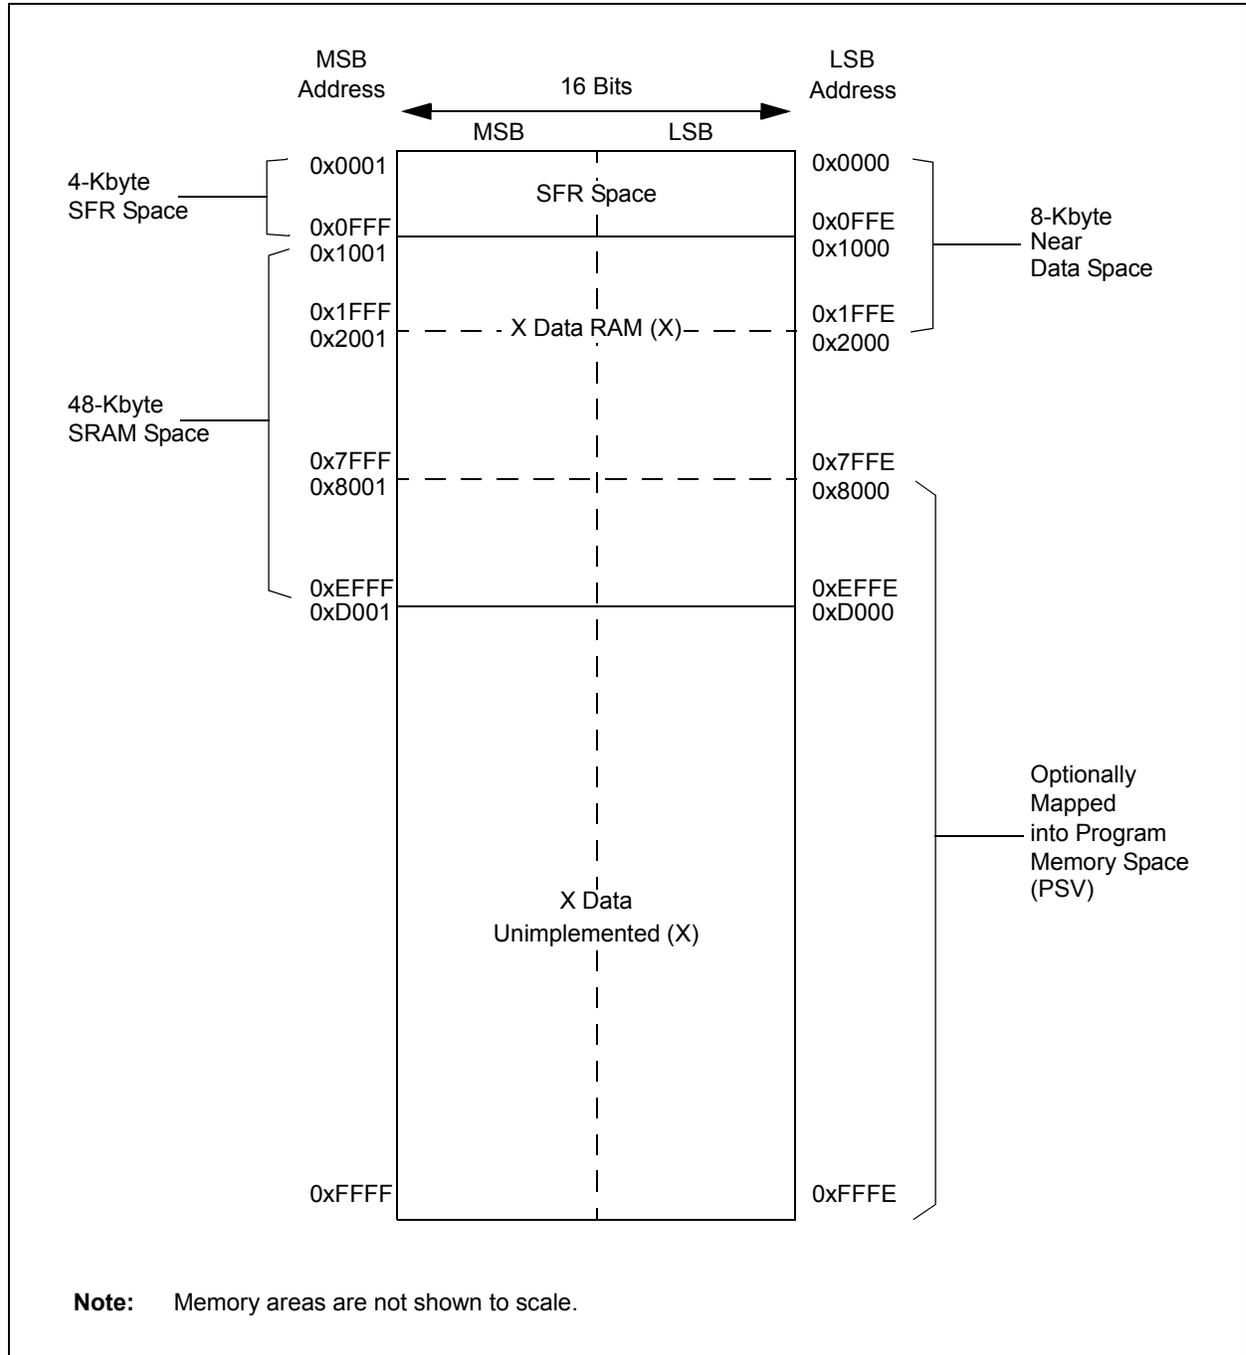 MSB
Address
16 Bits
LSB
Address
MSB
LSB
4-Kbyte
SFR Space
0x0001
SFR Space
0x0000
0x0FFF
0x0FFE
0x1001
0x1000
8-Kbyte
Near
Data Space
0x1FFF
0x1FFE
X Data RAM (X)
0x2001
0x2000
48-Kbyte
SRAM Space
0x7FFF
0x7FFE
0x8001
0x8000
0xEFFF
0xEFFE
0xD001
0xD000
Optionally
Mapped
into Program
Memory Space
(PSV)
X Data
Unimplemented (X)
0xFFFF
0xFFFE
Note: Memory areas are not shown to scale.